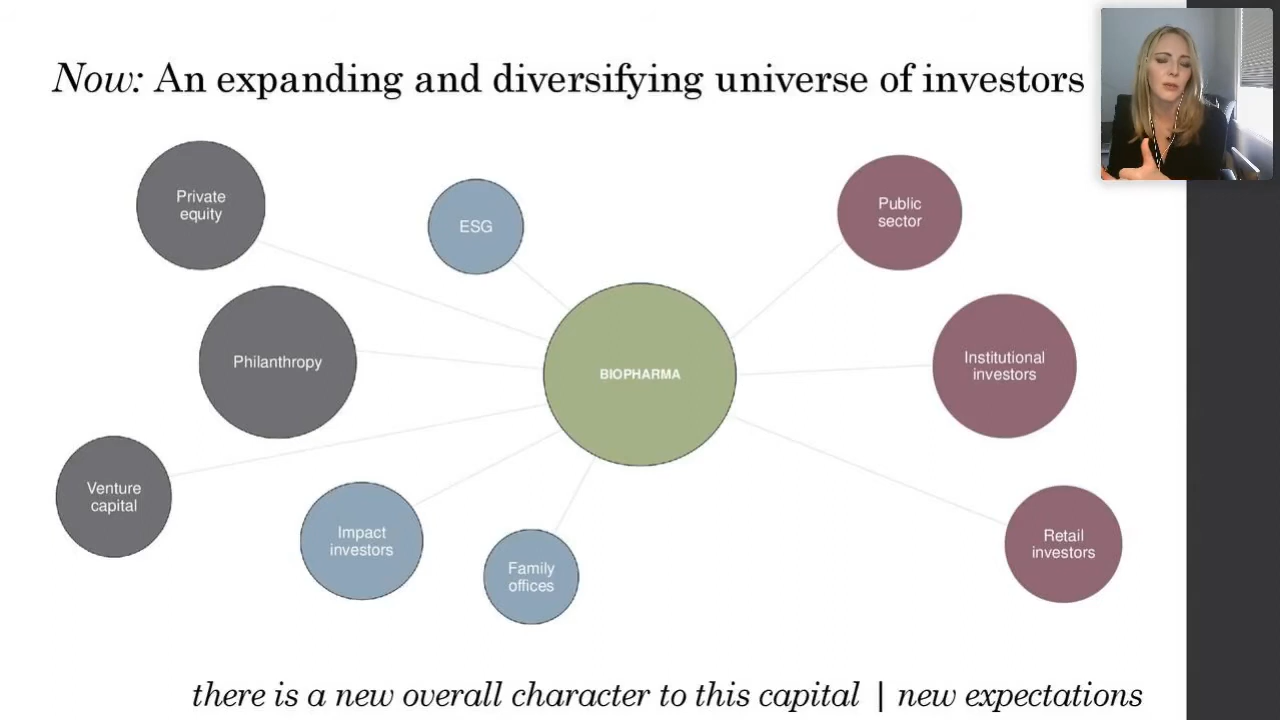 Now: An expanding and diversifying universe of investors
Private
equity
ESG
Public
sector
Philanthropy
BIOPHARMA
Institutional
investors
Venture
capital
Impact
investors
Family
offices
Retail
investors
there is a new overall character to this capital | new expectations